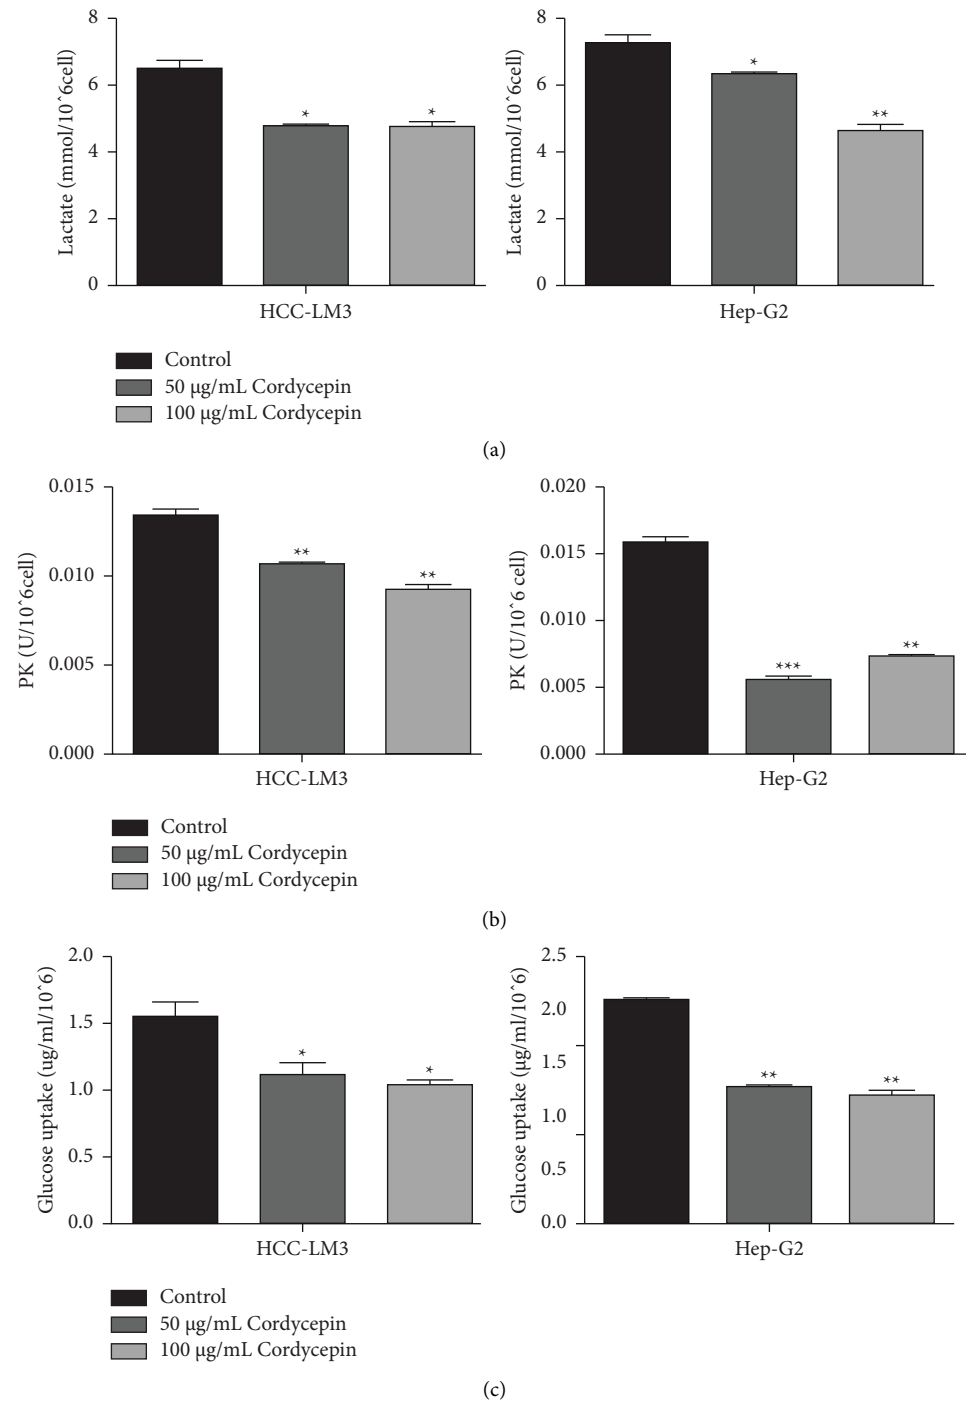 Lactate (mmol/10^6cell)
8
6
4
2
0
*
*
HCC-LM3
Lactate (mmol/10^6cell)
8
6
4
2
0
*
**
Hep-G2
Control
50 µg/mL Cordycepin
100 µg/mL Cordycepin
(a)
PK (U/10^6cell)
0.015
0.010
0.005
0.000
**
**
HCC-LM3
PK (U/10^6 cell)
0.020
0.015
0.010
0.005
0.000
***
**
Hep-G2
Control
50 µg/mL Cordycepin
100 µg/mL Cordycepin
(b)
Glucose uptake (ug/ml/10^6)
2.0
1.5
1.0
0.5
0.0
*
*
HCC-LM3
Glucose uptake (µg/ml/10^6)
2.5
2.0
1.5
1.0
0.5
0.0
**
**
Hep-G2
Control
50 µg/mL Cordycepin
100 µg/mL Cordycepin
(c)